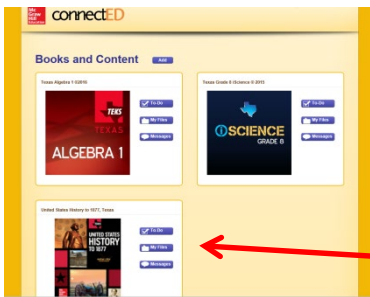 Mc
Graw
Hill
Education
connectED
Books and Content
Add
Texas Algebra 1 ©2015
To-Do
My Files
Messages
TEKS
TEXAS
ALGEBRA 1
Texas Grade 8 iScience © 2015
To-Do
My Files
Messages
iSCIENCE
GRADE 8
United States History to 1877, Texas
To-Do
My Files
Messages
UNITED STATES
HISTORY
TO 1877